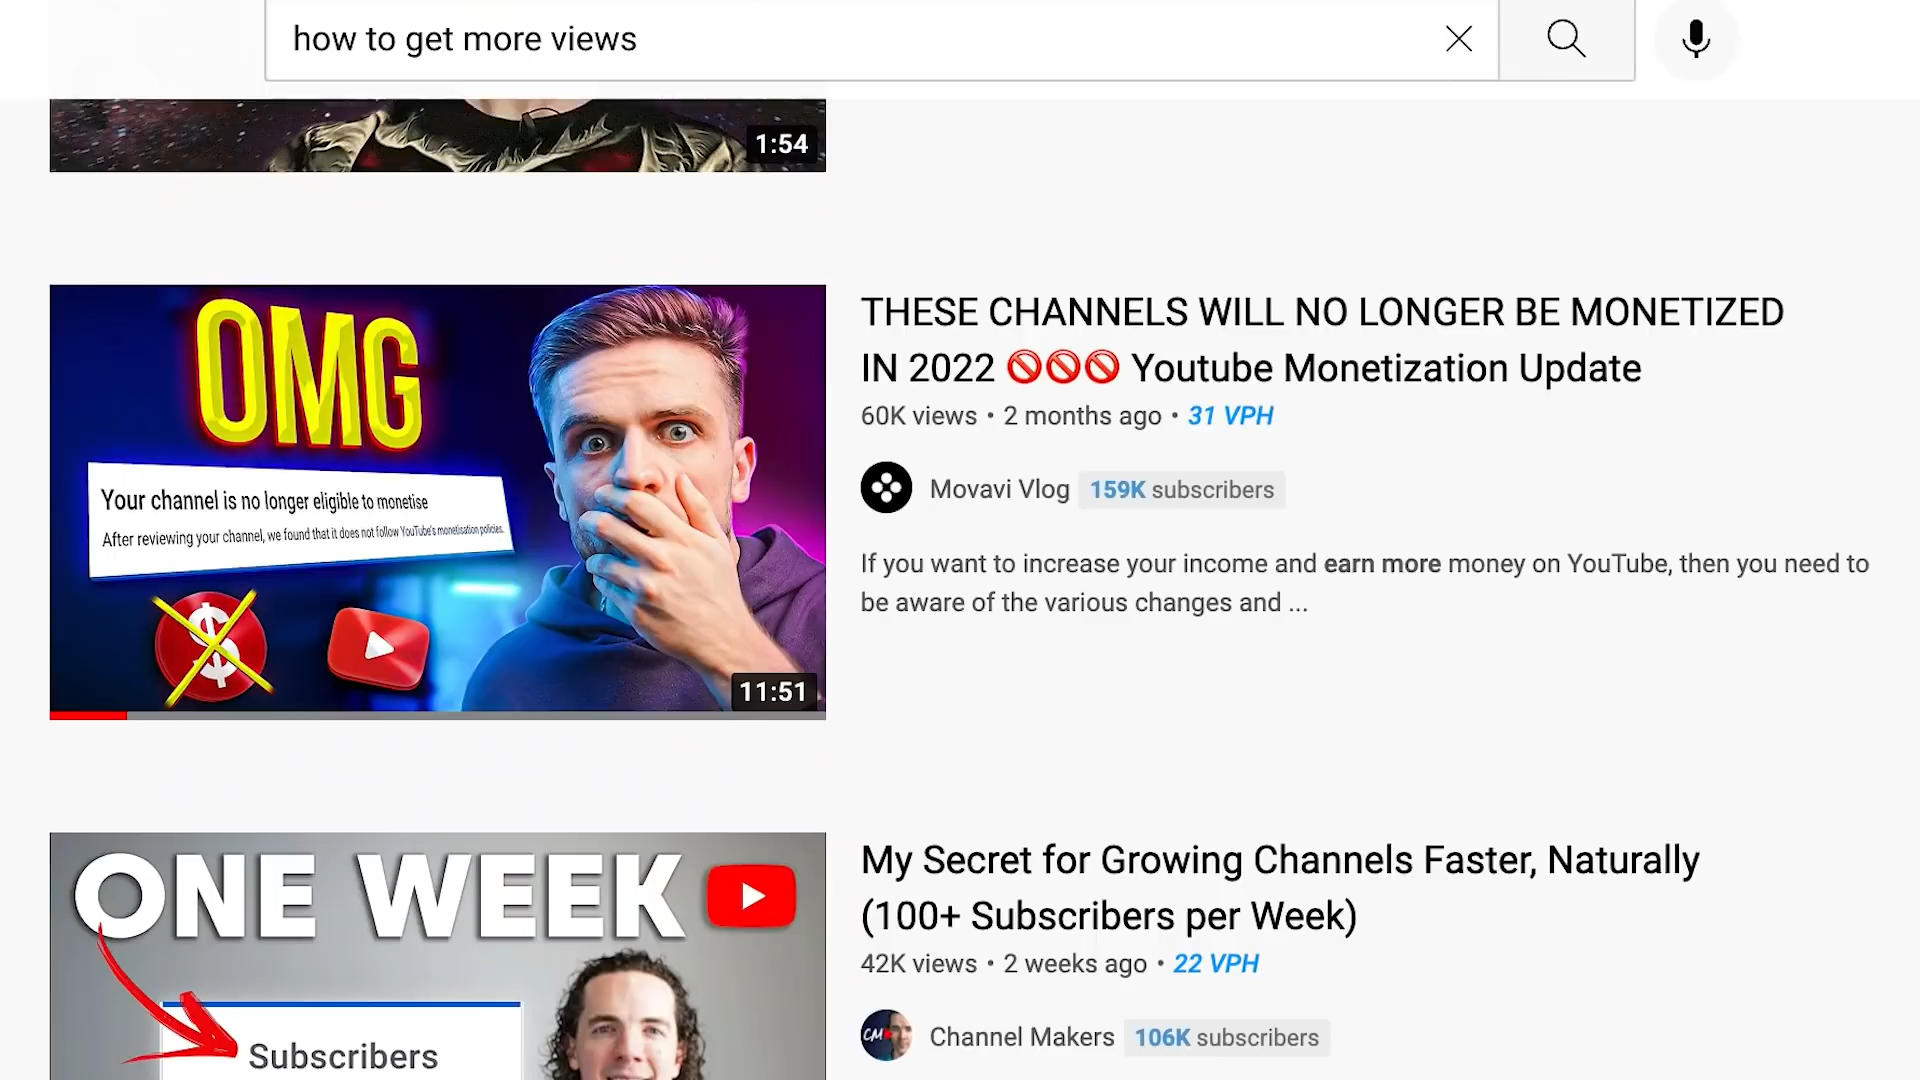 how to get more views
1:54
OMG
Your channel is no longer eligible to monetise
After reviewing your channel, we found that it does not follow YouTube's monetisation policies.
11:51
THESE CHANNELS WILL NO LONGER BE MONETIZED
IN 2022 🚫🚫🚫 Youtube Monetization Update
60K views • 2 months ago • 31 VPH
Movavi Vlog 159K subscribers
If you want to increase your income and earn more money on YouTube, then you need to
be aware of the various changes and ...
ONE WEEK
Subscribers
My Secret for Growing Channels Faster, Naturally
(100+ Subscribers per Week)
42K views • 2 weeks ago • 22 VPH
CM
Channel Makers 106K subscribers